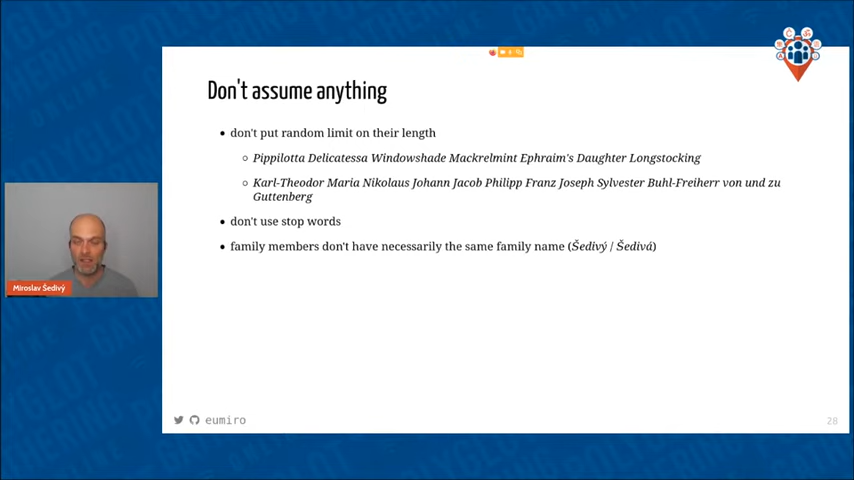 Don't assume anything
don't put random limit on their length
Pippilotta Delicatessa Windowshade Mackrelmint Ephraim's Daughter Longstocking
Karl-Theodor Maria Nikolaus Johann Jacob Philipp Franz Joseph Sylvester Buhl-Freiherr von und zu
Guttenberg
don't use stop words
family members don't have necessarily the same family name (Šedivý / Šedivá)
Miroslav Šedivý
eumiro
28